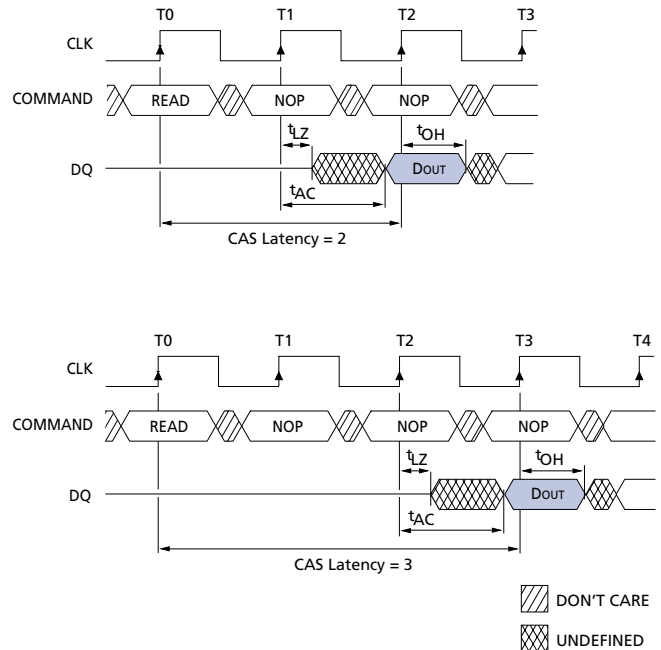 T0 T1 T2 T3
CLK
COMMAND READ NOP NOP
tLZ tOH
DQ DOUT
tAC
CAS Latency = 2
T0 T1 T2 T3 T4
CLK
COMMAND READ NOP NOP NOP
tLZ tOH
DQ DOUT
tAC
CAS Latency = 3
DON'T CARE
UNDEFINED